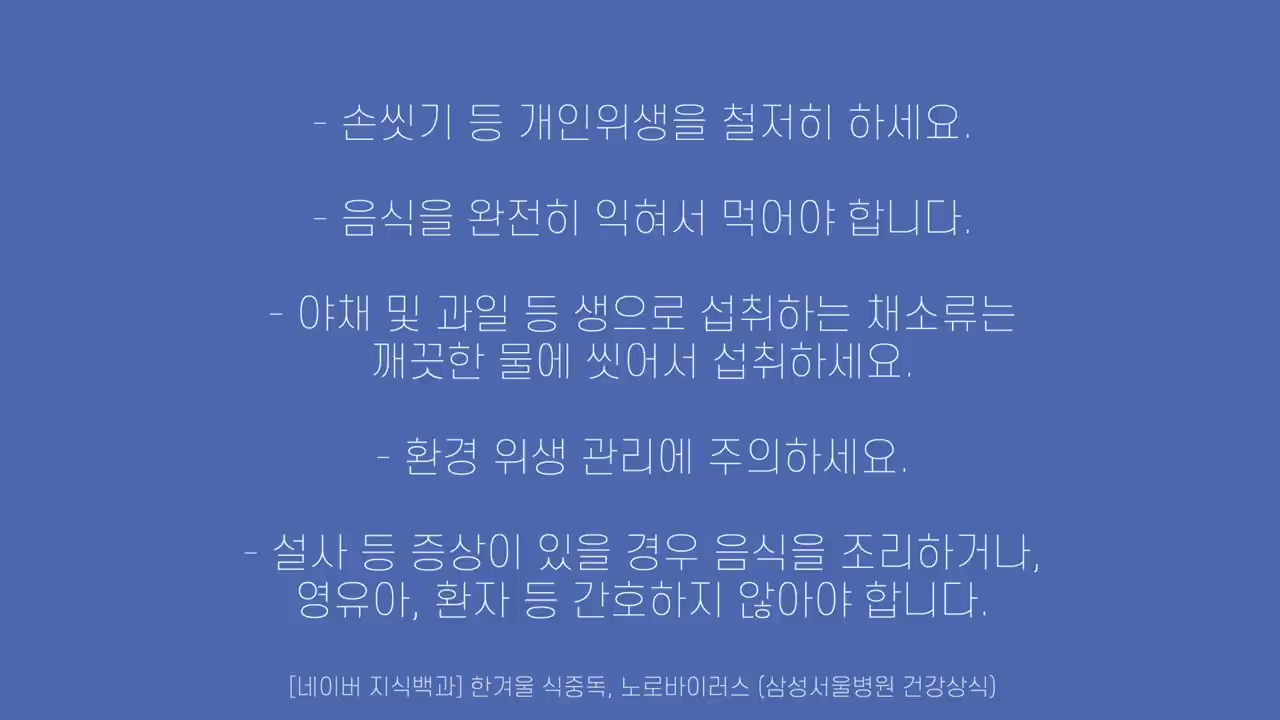 - 손씻기 등 개인위생을 철저히 하세요.
- 음식을 완전히 익혀서 먹어야 합니다.
- 야채 및 과일 등 생으로 섭취하는 채소류는
깨끗한 물에 씻어서 섭취하세요.
- 환경 위생 관리에 주의하세요.
- 설사 등 증상이 있을 경우 음식을 조리하거나,
영유아, 환자 등 간호하지 않아야 합니다.
[네이버 지식백과] 한겨울 식중독, 노로바이러스 (삼성서울병원 건강상식)